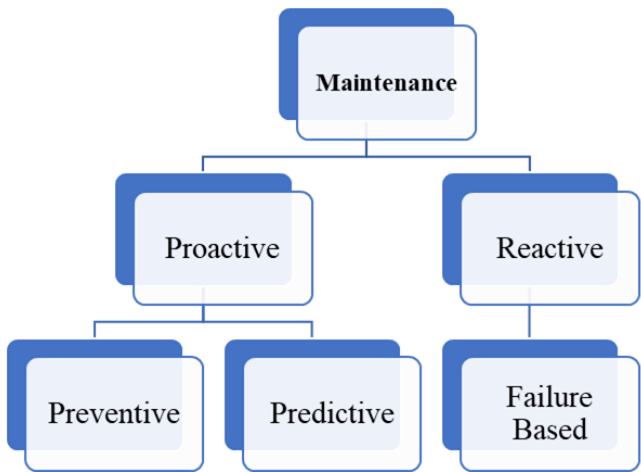 Maintenance
Proactive
Reactive
Preventive
Predictive
Failure
Based